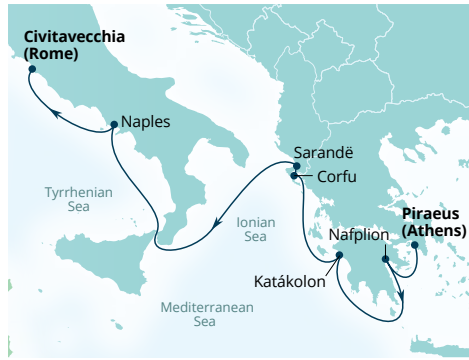 Civitavecchia
(Rome)
Naples
Sarandë
Corfu
Tyrrhenian
Sea
Ionian
Sea
Piraeus
(Athens)
Nafplion
Katákolon
Mediterranean
Sea